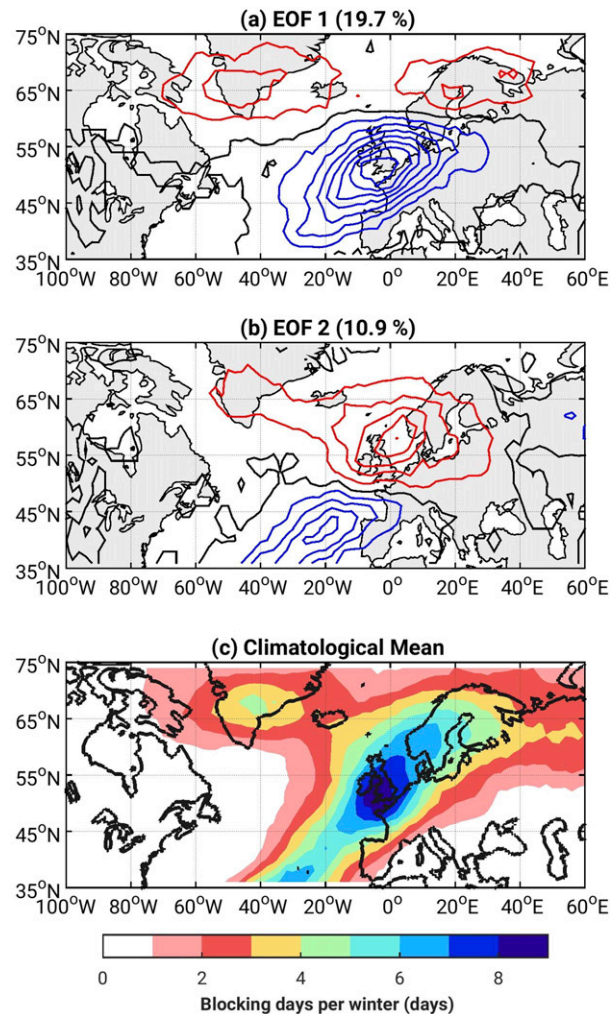 (a) EOF 1 (19.7 %)
75°N
65°N
55°N
45°N
35°N
100°W 80°W 60°W 40°W 20°W 0° 20°E 40°E 60°E
(b) EOF 2 (10.9 %)
75°N
65°N
55°N
45°N
35°N
100°W 80°W 60°W 40°W 20°W 0° 20°E 40°E 60°E
(c) Climatological Mean
75°N
65°N
55°N
45°N
35°N
100°W 80°W 60°W 40°W 20°W 0° 20°E 40°E 60°E
0 2 4 6 8
Blocking days per winter (days)